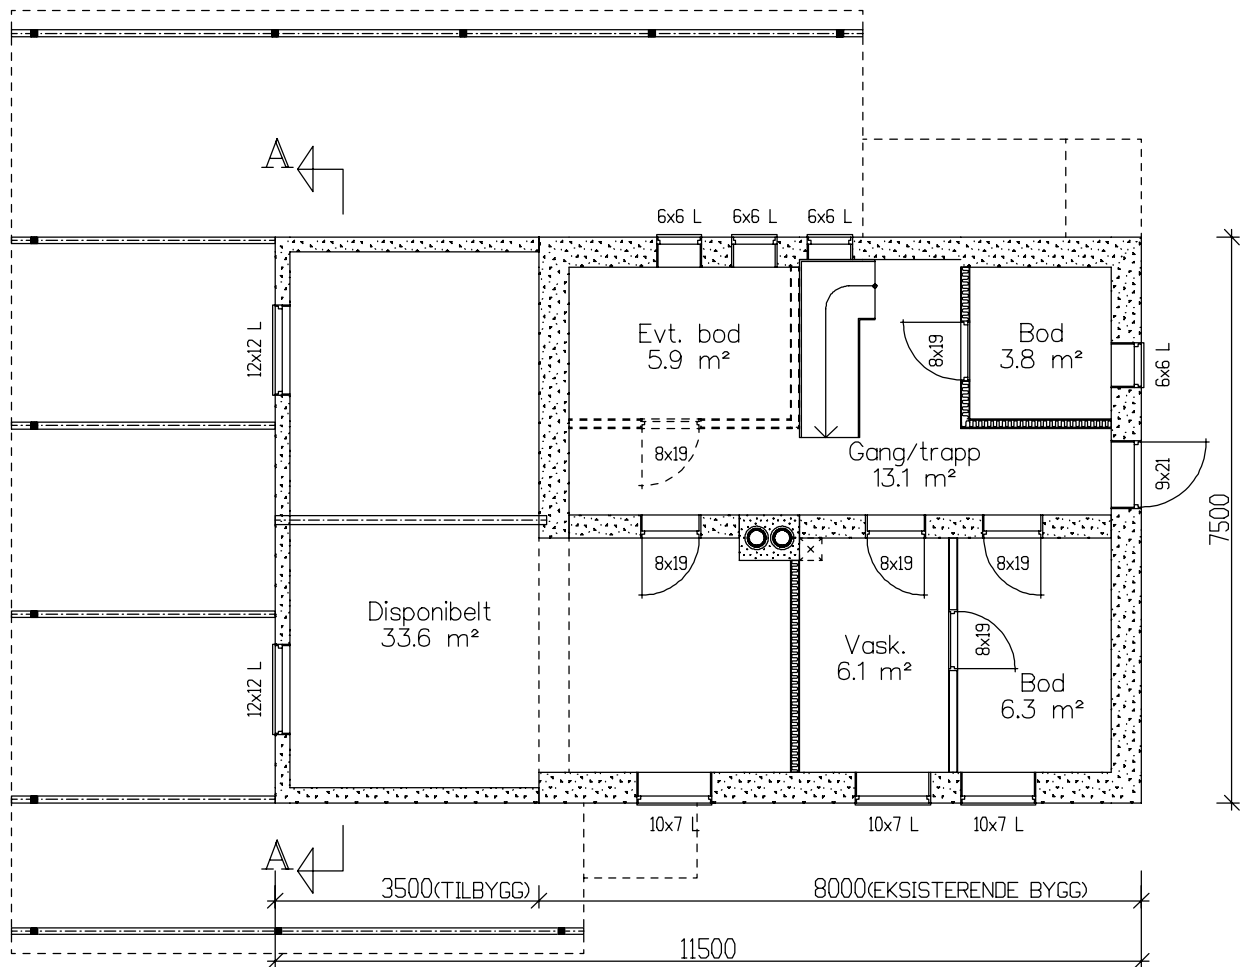 A
6x6 L
6x6 L
6x6 L
12x12 L
Evt. bod
5.9 m²
8x19
Bod
3.8 m²
6x6 L
8x19
Gang/trapp
13.1 m²
9x21
7500
8x19
x
8x19
8x19
Disponibelt
33.6 m²
12x12 L
Vask.
6.1 m²
8x19
Bod
6.3 m²
10x7 L
10x7 L
10x7 L
A
3500(TILBYGG)
8000(EKSISTERENDE BYGG)
11500